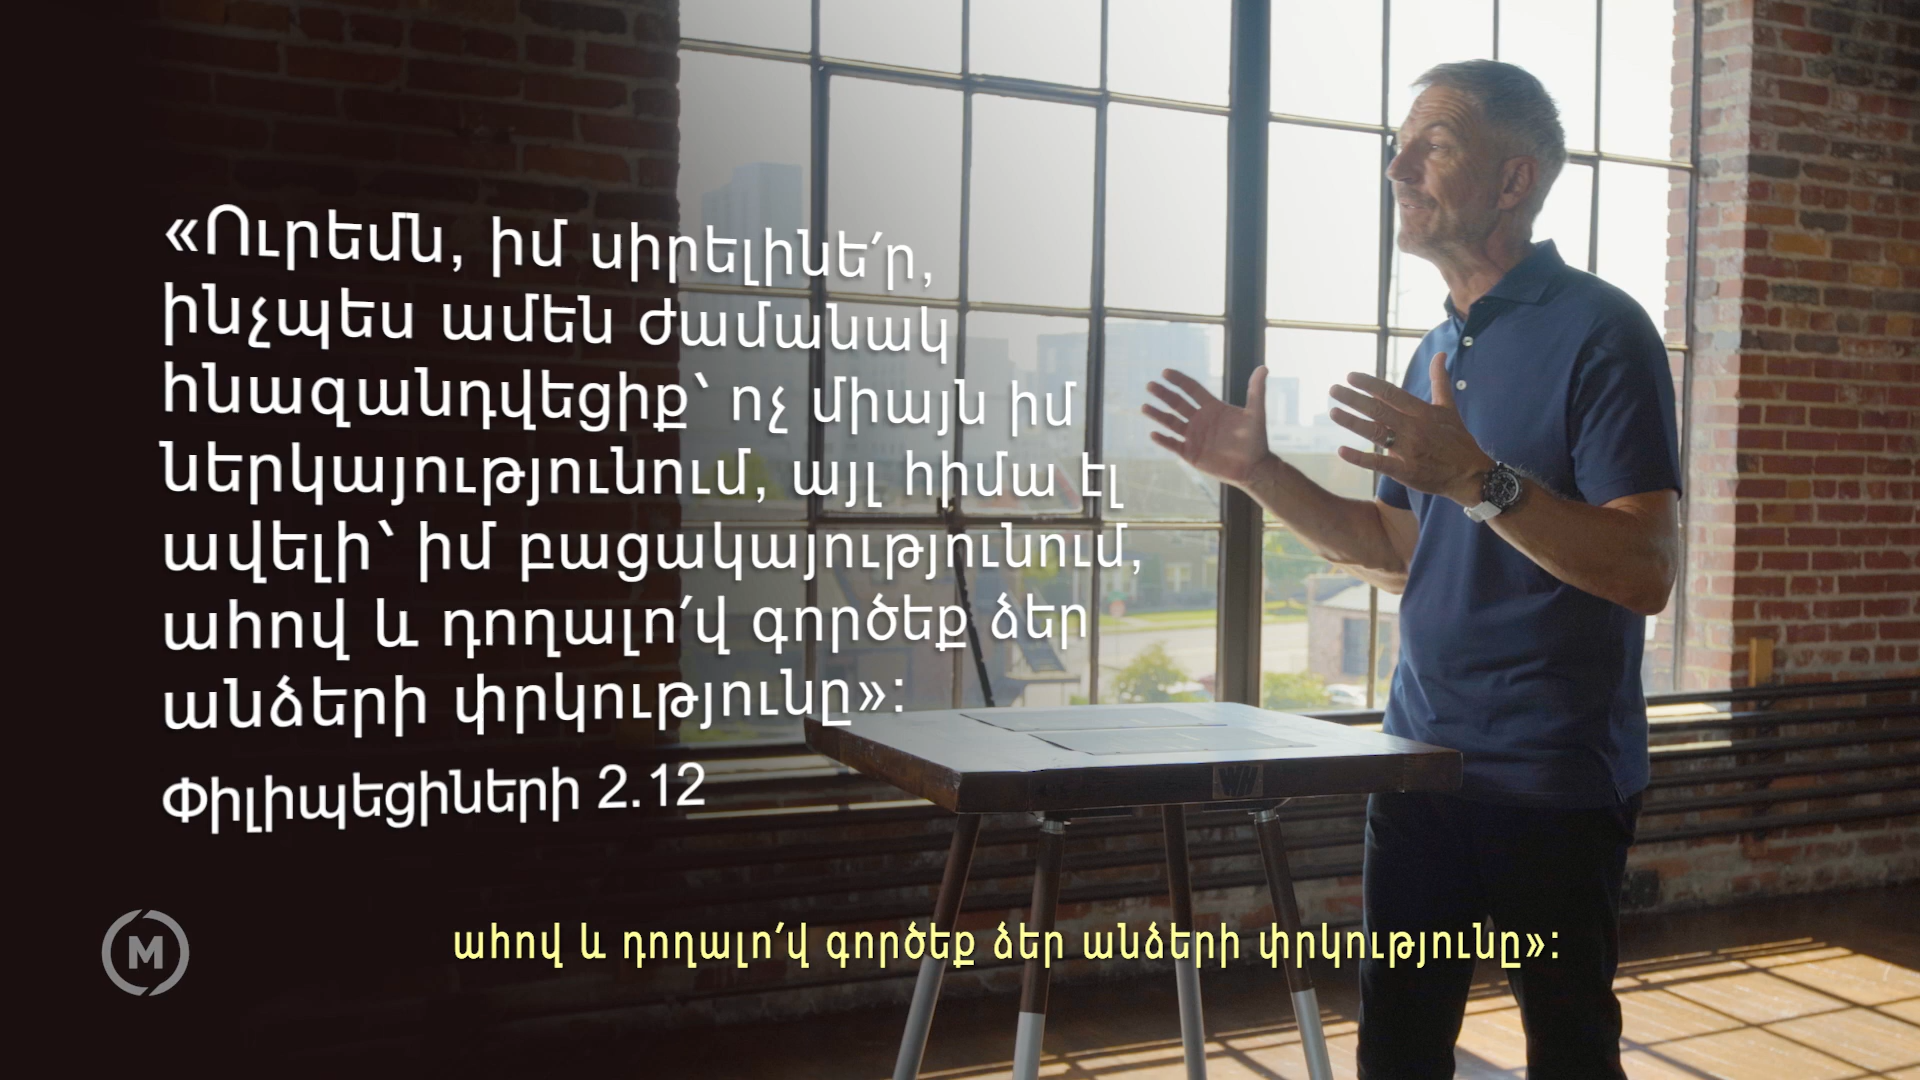 «Ուրեմն, իմ սիրելինե՛ր,
ինչպես ամեն ժամանակ
հնազանդվեցիք՝ ոչ միայն իմ
ներկայությունում, այլ հիմա էլ
ավելի՝ իմ բացակայությունում,
ահով և դողալո՛վ գործեք ձեր
անձերի փրկությունը»:
Փիլիպեցիների 2.12
M
ահով և դողալո՛վ գործեք ձեր անձերի փրկությունը»: